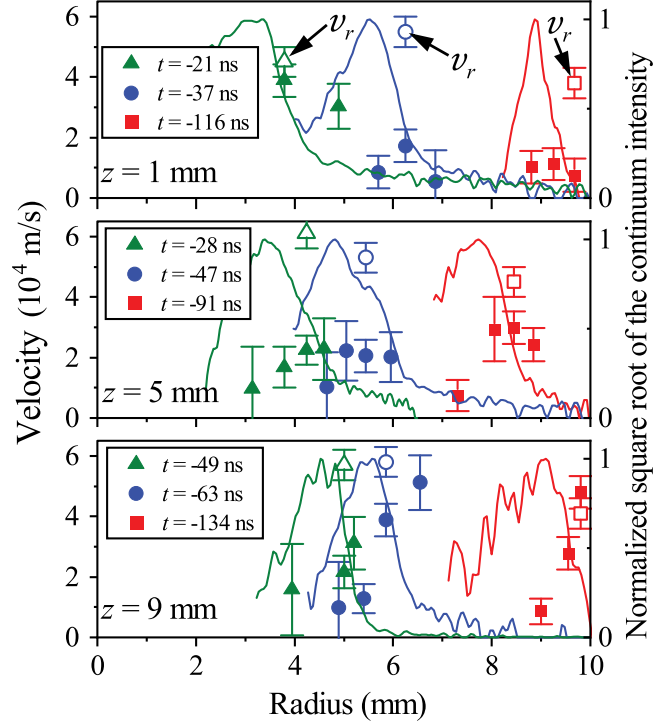 v_r
v_r
v_r
6
4
2
0
t = -21 ns
t = -37 ns
t = -116 ns
z = 1 mm
1
0
6
4
2
0
t = -28 ns
t = -47 ns
t = -91 ns
z = 5 mm
1
0
6
4
2
0
t = -49 ns
t = -63 ns
t = -134 ns
z = 9 mm
1
0
0 2 4 6 8 10
Radius (mm)
Velocity (10⁴ m/s)
Normalized square root of the continuum intensity